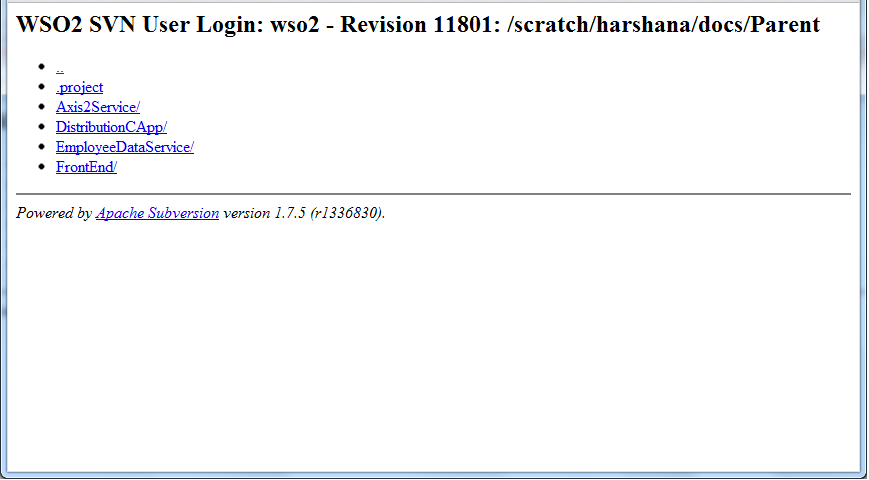 WSO2 SVN User Login: wso2 - Revision 11801: /scratch/harshana/docs/Parent
..
.project
Axis2Service/
DistributionCApp/
EmployeeDataService/
FrontEnd/
Powered by Apache Subversion version 1.7.5 (r1336830).